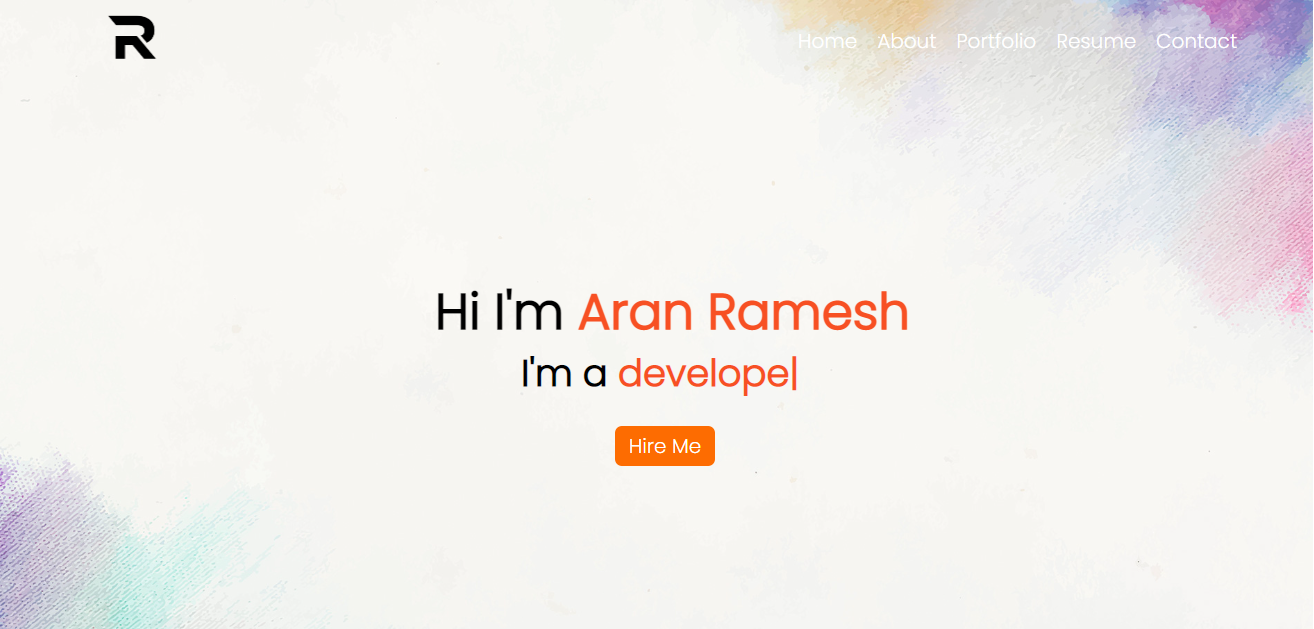 R
Home About Portfolio Resume Contact
Hi I'm Aran Ramesh
I'm a develope|
Hire Me